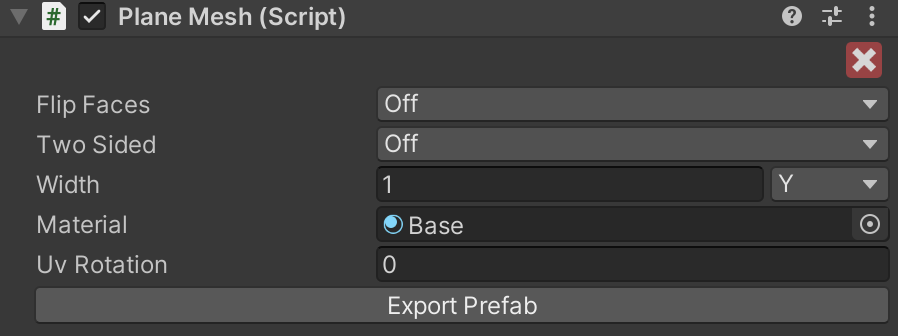 # Plane Mesh (Script)
Flip Faces Off
Two Sided Off
Width 1 Y
Material Base
Uv Rotation 0
Export Prefab